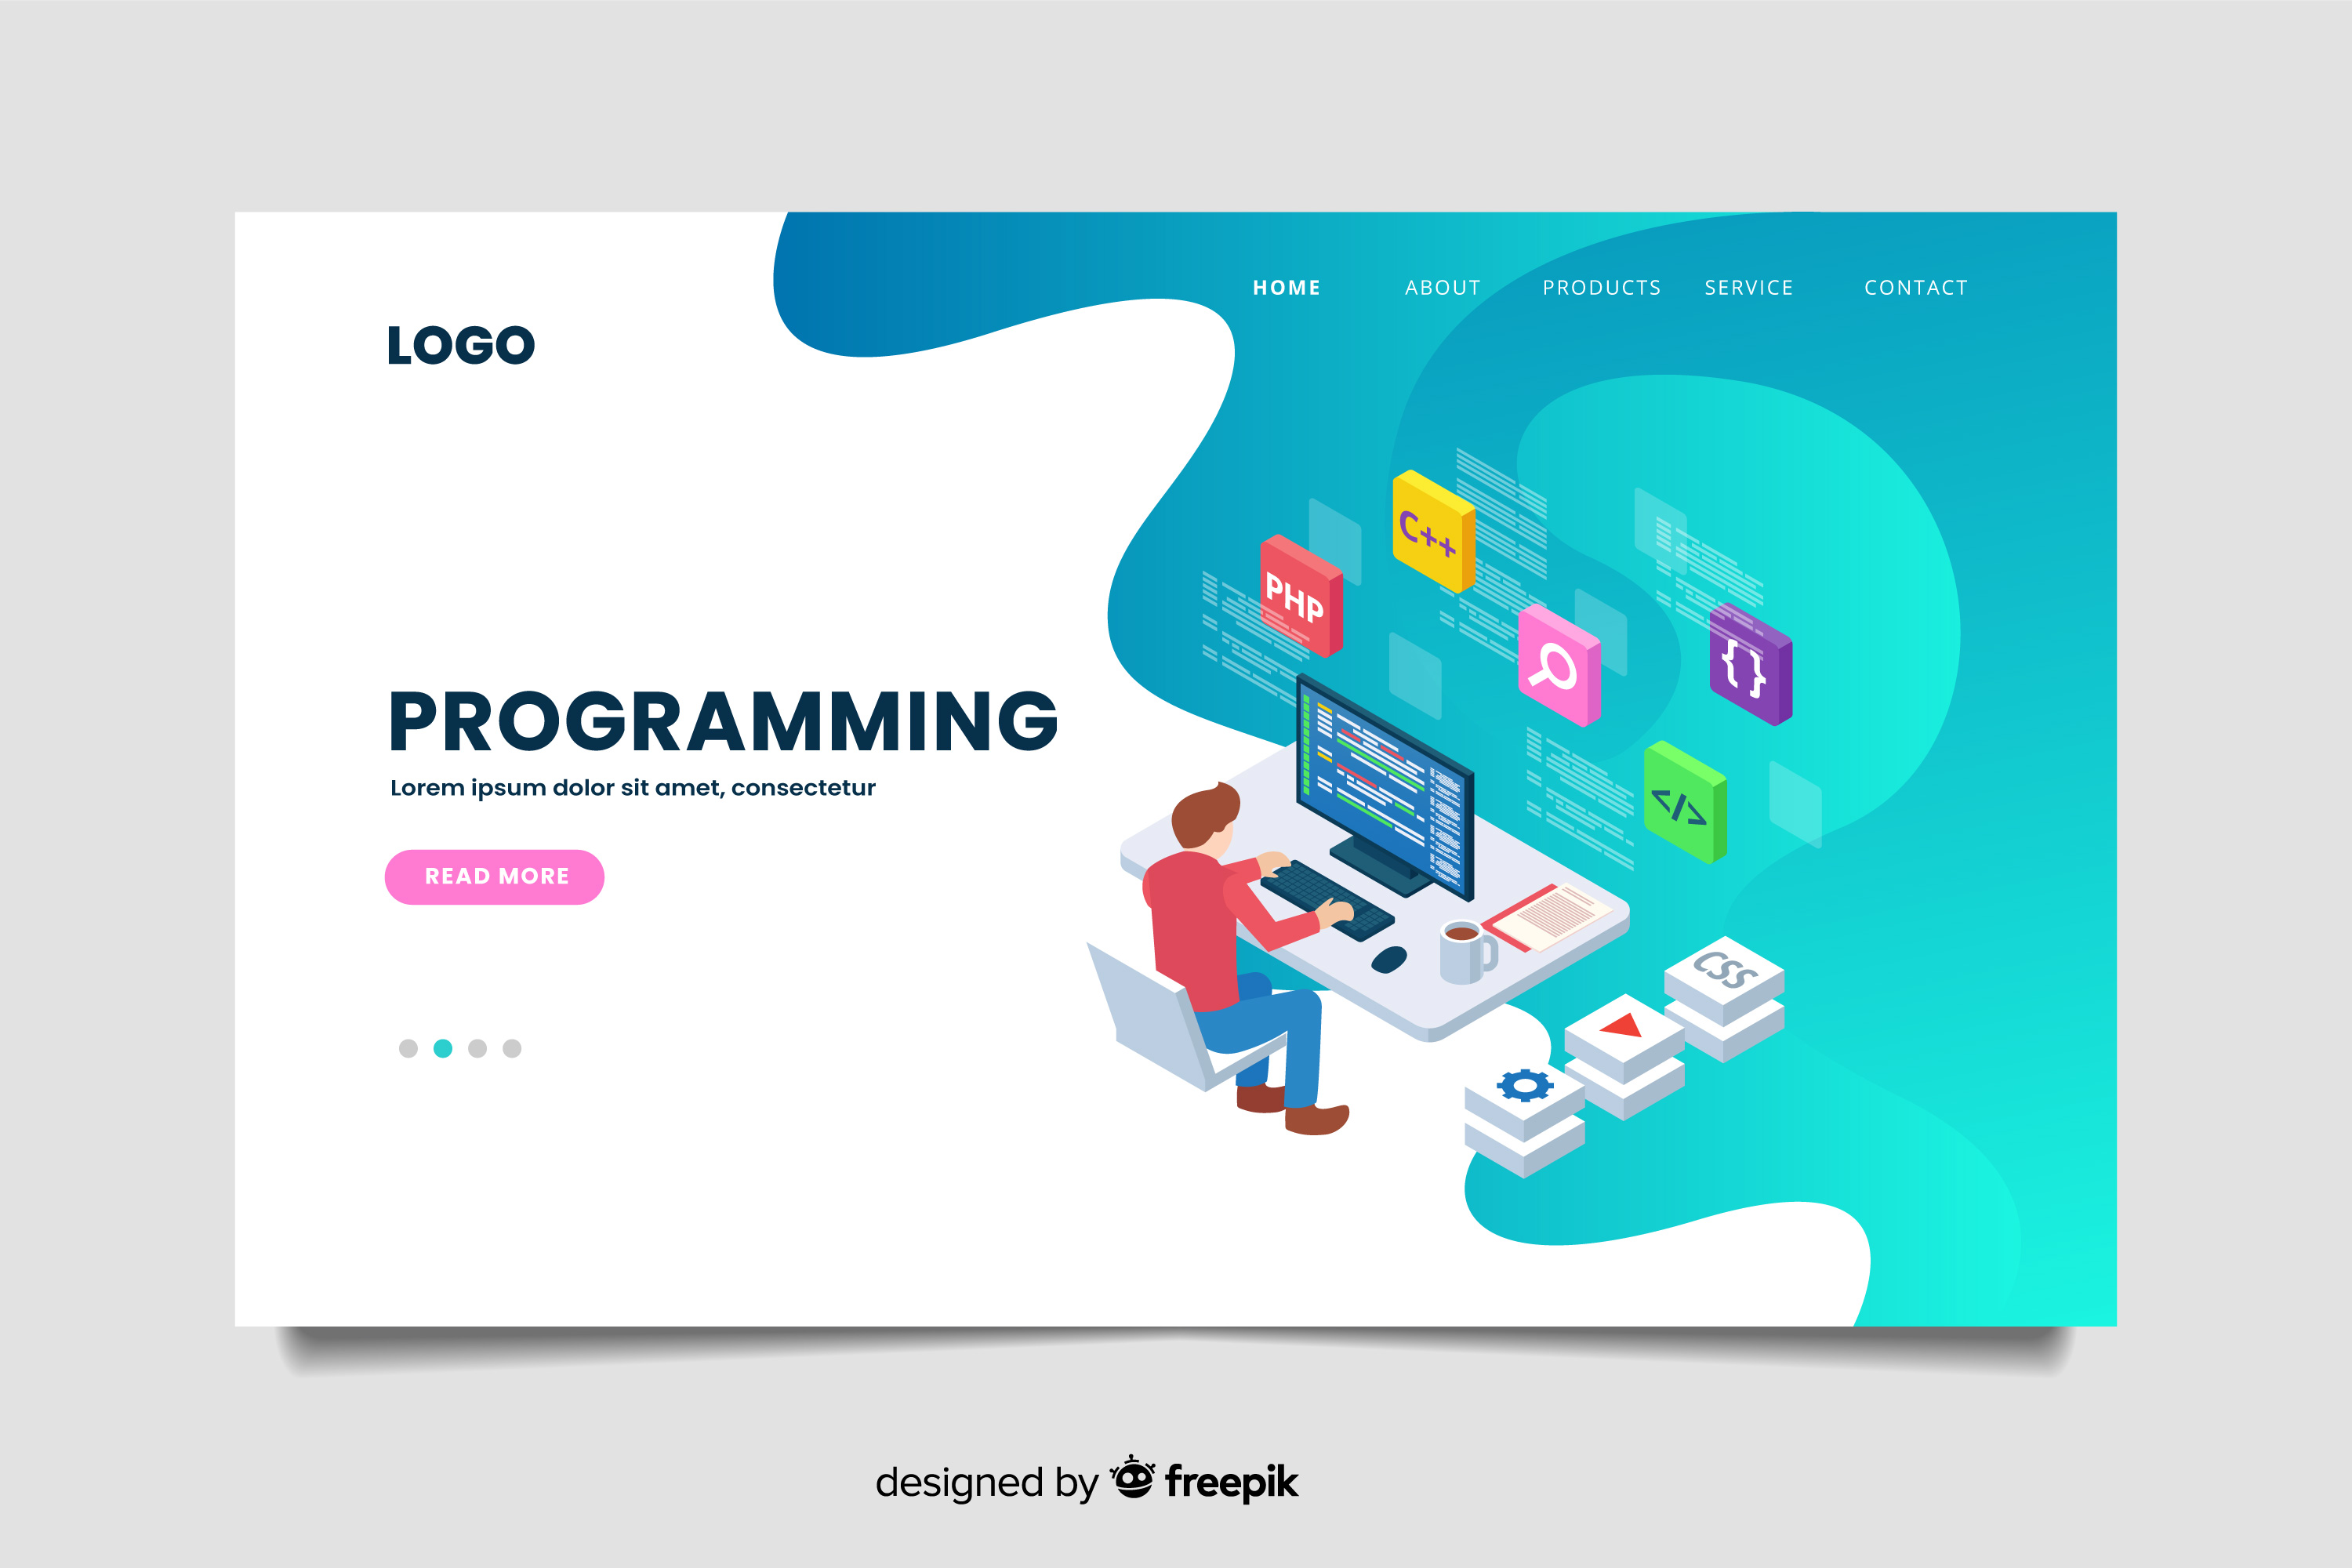 HOME ABOUT PRODUCTS SERVICE CONTACT
LOGO
C++
PHP
{}
PROGRAMMING
Lorem ipsum dolor sit amet, consectetur
</>
READ MORE
CSS
designed by freepik